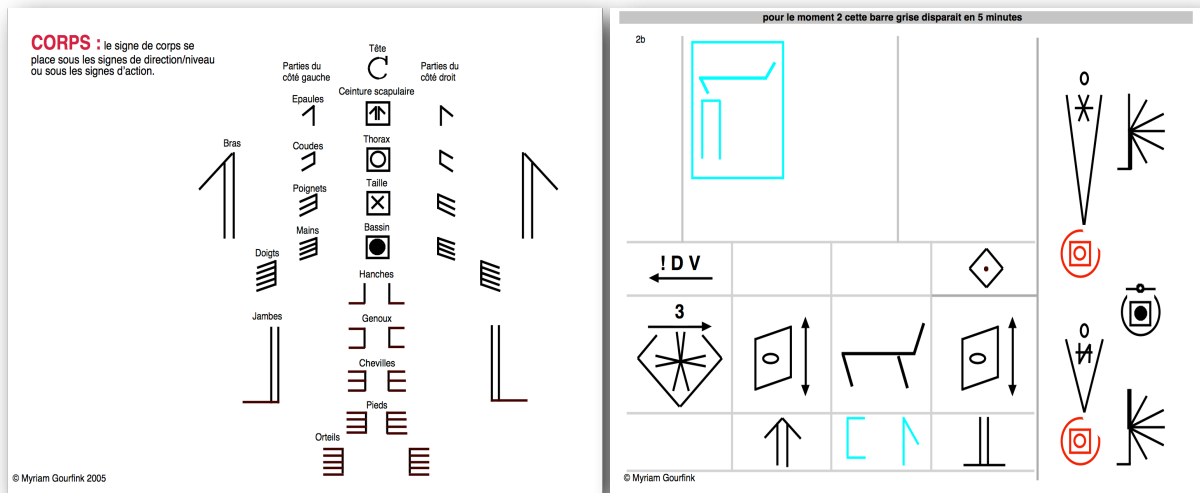 CORPS : le signe de corps se
place sous les signes de direction/niveau
ou sous les signes d'action.
Tête
Parties du
côté gauche
Parties du
côté droit
Ceinture scapulaire
Epaules
Bras
Thorax
Coudes
Taille
Poignets
Bassin
Mains
Doigts
Hanches
Jambes
Genoux
Chevilles
Pieds
Orteils
© Myriam Gourfink 2005
pour le moment 2 cette barre grise disparait en 5 minutes
2b
! D V
3
© Myriam Gourfink